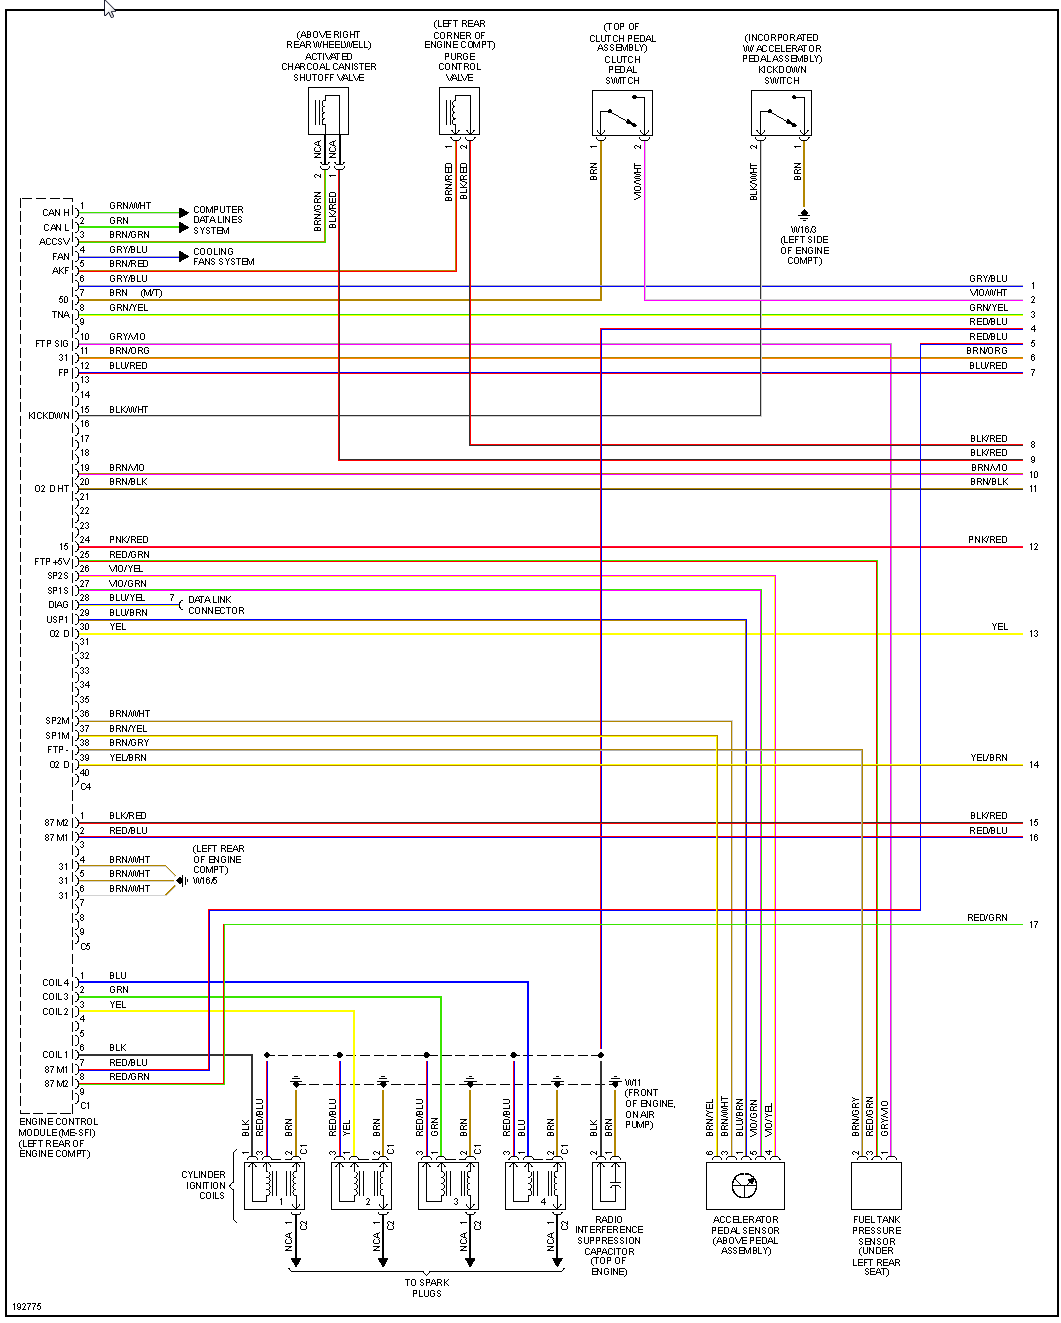 (ABOVE RIGHT
REAR WHEELWELL)
ACTIVATED
CHARCOAL CANISTER
SHUTOFF VALVE
(LEFT REAR
CORNER OF
ENGINE COMPT)
PURGE
CONTROL
VALVE
(TOP OF
CLUTCH PEDAL
ASSEMBLY)
CLUTCH
PEDAL
SWITCH
(INCORPORATED
W/ ACCELERATOR
PEDAL ASSEMBLY)
KICKDOWN
SWITCH
NCA
NCA
2
1
BRN/GRN
BLK/RED
1
2
BRN/RED
BLK/RED
1
2
BRN
VIO/WHT
2
1
BLK/WHT
BRN
W16/3
(LEFT SIDE
OF ENGINE
COMPT)
CAN H 1 GRN/WHT
CAN L 2 GRN
COMPUTER
DATA LINES
SYSTEM
ACCSV 3 BRN/GRN
FAN 4 GRY/BLU
COOLING
FANS SYSTEM
AKF 5 BRN/RED
6 GRY/BLU GRY/BLU 1
50 7 BRN (M/T) VIO/WHT 2
TNA 8 GRN/YEL GRN/YEL 3
9 RED/BLU 4
FTP SIG 10 GRY/VIO RED/BLU 5
31 11 BRN/ORG BRN/ORG 6
FP 12 BLU/RED BLU/RED 7
13
14
KICKDWN 15 BLK/WHT
16
17 BLK/RED 8
18 BLK/RED 9
19 BRN/VIO BRN/VIO 10
O2 D HT 20 BRN/BLK BRN/BLK 11
21
22
23
15 24 PNK/RED PNK/RED 12
FTP +5V 25 RED/GRN
SP2S 26 VIO/YEL
SP1S 27 VIO/GRN
DIAG 28 BLU/YEL 7 DATA LINK
CONNECTOR
USP1 29 BLU/BRN
O2 D 30 YEL YEL 13
31
32
33
34
35
SP2M 36 BRN/WHT
SP1M 37 BRN/YEL
FTP - 38 BRN/GRY
O2 D 39 YEL/BRN YEL/BRN 14
40
C4
87 M2 1 BLK/RED BLK/RED 15
87 M1 2 RED/BLU RED/BLU 16
3
31 4 BRN/WHT
31 5 BRN/WHT
31 6 BRN/WHT
(LEFT REAR
OF ENGINE
COMPT)
W16/5
7
8
RED/GRN 17
9
C5
COIL 4 1 BLU
COIL 3 2 GRN
COIL 2 3 YEL
4
5
COIL 1 6 BLK
87 M1 7 RED/BLU
87 M2 8 RED/GRN
9
C1
ENGINE CONTROL
MODULE (ME-SFI)
(LEFT REAR OF
ENGINE COMPT)
W11
(FRONT
OF ENGINE,
ON AIR
PUMP)
BLK
RED/BLU
BRN
RED/BLU
YEL
BRN
RED/BLU
GRN
BRN
RED/BLU
BLU
BRN
BLK
BRN
BRN/YEL
BRN/WHT
BLU/BRN
VIO/GRN
VIO/YEL
BRN/GRY
RED/GRN
GRY/VIO
1 3 2 C1
3 1 2 C1
3 1 2 C1
3 1 2 C1
2 1
6 3 1 5 4
2 3 1
CYLINDER
IGNITION
COILS
1
2
3
4
NCA 1 C2
NCA 1 C2
NCA 1 C2
NCA 1 C2
TO SPARK
PLUGS
RADIO
INTERFERENCE
SUPPRESSION
CAPACITOR
(TOP OF
ENGINE)
ACCELERATOR
PEDAL SENSOR
(ABOVE PEDAL
ASSEMBLY)
FUEL TANK
PRESSURE
SENSOR
(UNDER
LEFT REAR
SEAT)
192775